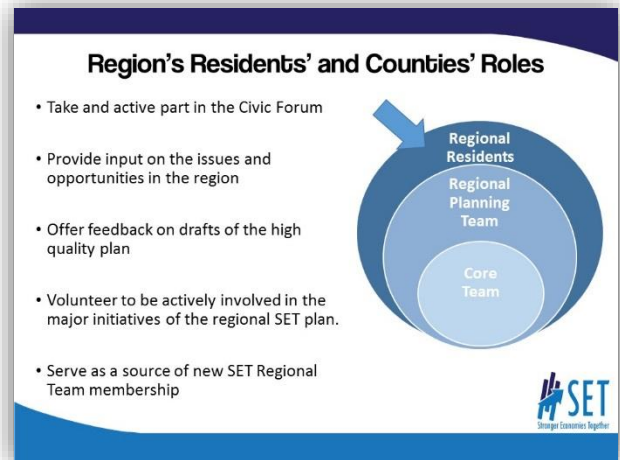 Region's Residents' and Counties' Roles
• Take and active part in the Civic Forum
• Provide input on the issues and
opportunities in the region
• Offer feedback on drafts of the high
quality plan
• Volunteer to be actively involved in the
major initiatives of the regional SET plan.
• Serve as a source of new SET Regional
Team membership
Regional
Residents
Regional
Planning
Team
Core
Team
SET
Stronger Economies Together